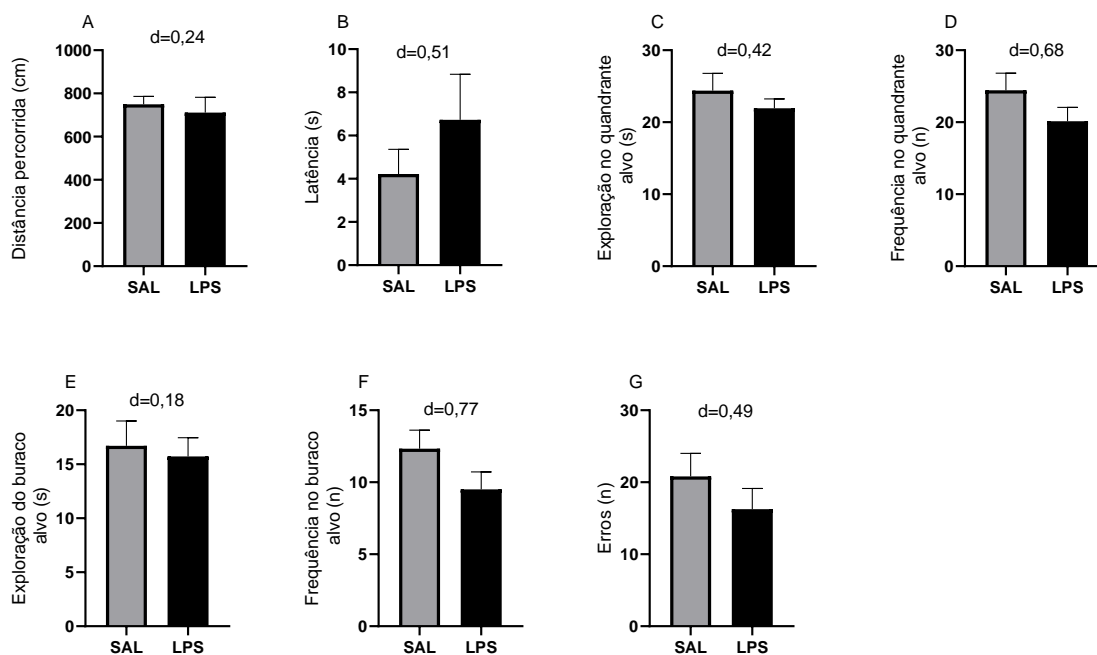 A
d=0,24
Distância percorrida (cm)
1000
800
600
400
200
0
SAL LPS
B
d=0,51
Latência (s)
10
8
6
4
2
0
SAL LPS
C
d=0,42
Exploração no quandrante
alvo (s)
30
20
10
0
SAL LPS
D
d=0,68
Frequência no quandrante
alvo (n)
30
20
10
0
SAL LPS
E
d=0,18
Exploração do buraco
alvo (s)
20
15
10
5
0
SAL LPS
F
d=0,77
Frequência no buraco
alvo (n)
15
10
5
0
SAL LPS
G
d=0,49
Erros (n)
30
20
10
0
SAL LPS